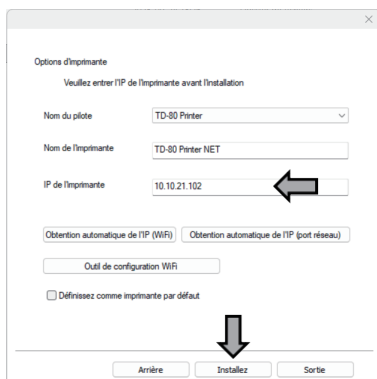 Options d'imprimante
Veuillez entrer l'IP de l'imprimante avant l'installation
Nom du pilote TD-80 Printer
Nom de l'imprimante TD-80 Printer NET
IP de l'imprimante 10.10.21.102
Obtention automatique de l'IP (WiFi) Obtention automatique de l'IP (port réseau)
Outil de configuration WiFi
Définissez comme imprimante par défaut
Arrière Installez Sortie